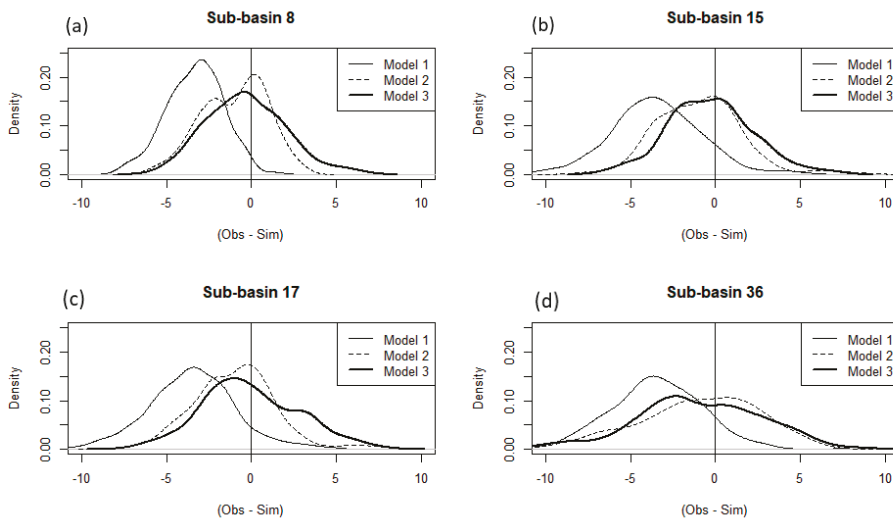 (a)
Sub-basin 8
Density
0.00 0.10 0.20
Model 1
Model 2
Model 3
-10 -5 0 5 10
(Obs - Sim)
(b)
Sub-basin 15
Density
0.00 0.10 0.20
Model 1
Model 2
Model 3
-10 -5 0 5 10
(Obs - Sim)
(c)
Sub-basin 17
Density
0.00 0.10 0.20
Model 1
Model 2
Model 3
-10 -5 0 5 10
(Obs - Sim)
(d)
Sub-basin 36
Density
0.00 0.10 0.20
Model 1
Model 2
Model 3
-10 -5 0 5 10
(Obs - Sim)